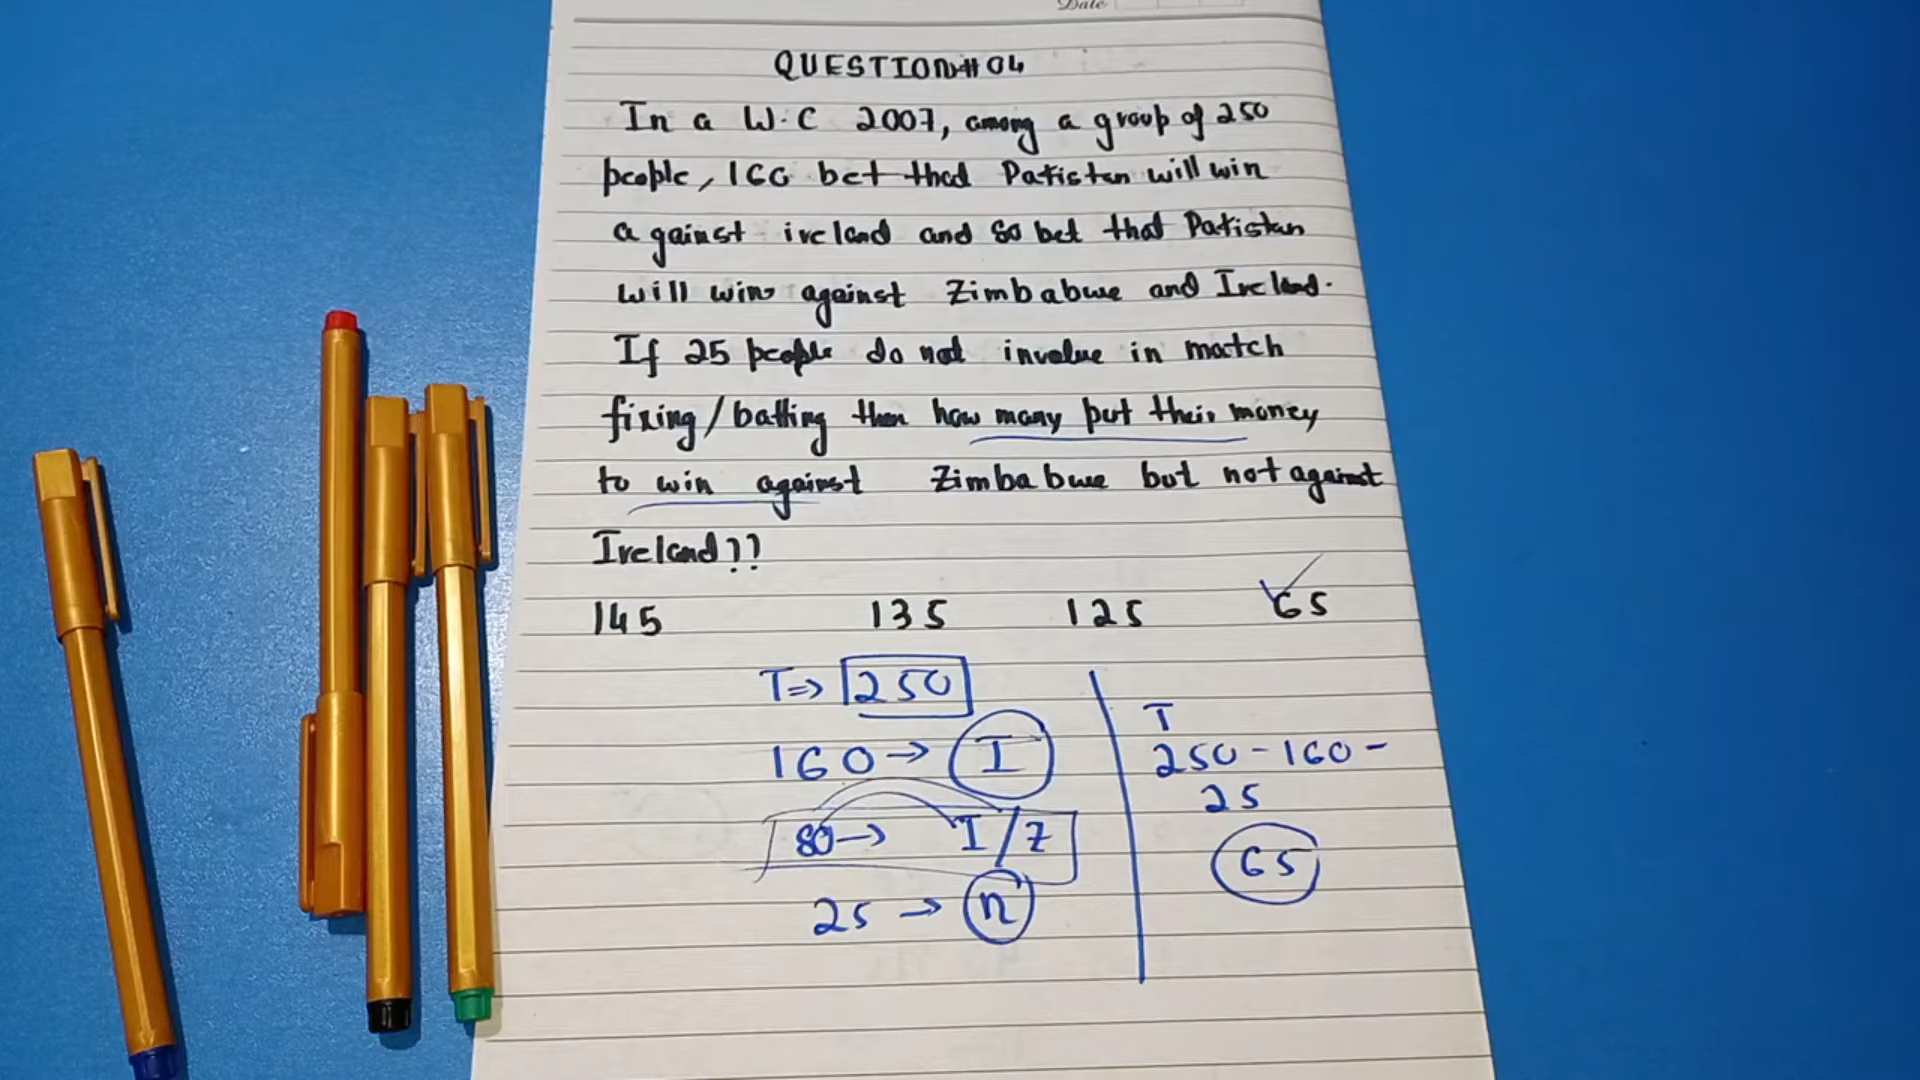 Date
QUESTION# 04
In a W.C 2007, among a group of 250
people, 160 bet that Pakistan will win
against ireland and 80 bet that Pakistan
will win against Zimbabwe and Ireland.
If 25 people do not involve in match
fixing/batting then how many put their money
to win against Zimbabwe but not against
Ireland??
145 135 125 65
T⇒ 250
160 → I
80 → I/Z
25 → n
T
250 - 160 -
25
65